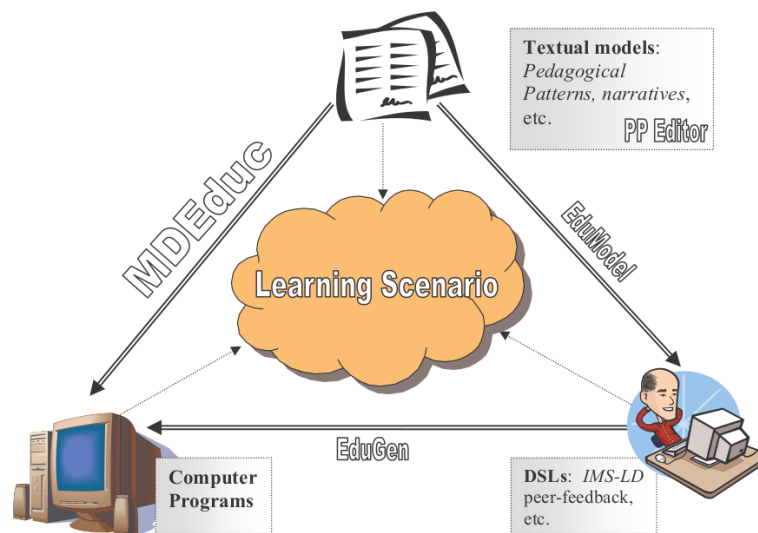 Textual models:
Pedagogical
Patterns, narratives,
etc.
PP Editor
MDEduc
EduModel
Learning Scenario
EduGen
Computer
Programs
DSLs: IMS-LD
peer-feedback,
etc.